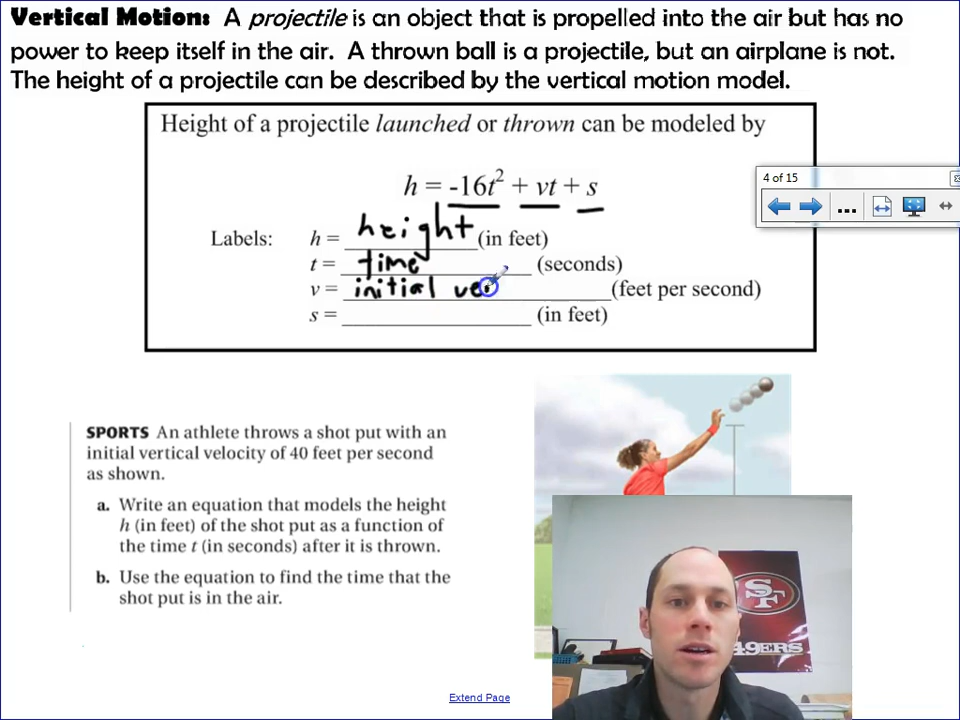 Vertical Motion: A projectile is an object that is propelled into the air but has no
power to keep itself in the air. A thrown ball is a projectile, but an airplane is not.
The height of a projectile can be described by the vertical motion model.
Height of a projectile launched or thrown can be modeled by
h = -16t² + vt + s
4 of 15
...
Labels: h = height (in feet)
t = time (seconds)
v = initial ve (feet per second)
s = ____________ (in feet)
SPORTS An athlete throws a shot put with an
initial vertical velocity of 40 feet per second
as shown.
a. Write an equation that models the height
h (in feet) of the shot put as a function of
the time t (in seconds) after it is thrown.
b. Use the equation to find the time that the
shot put is in the air.
SF
49ERS
Extend Page